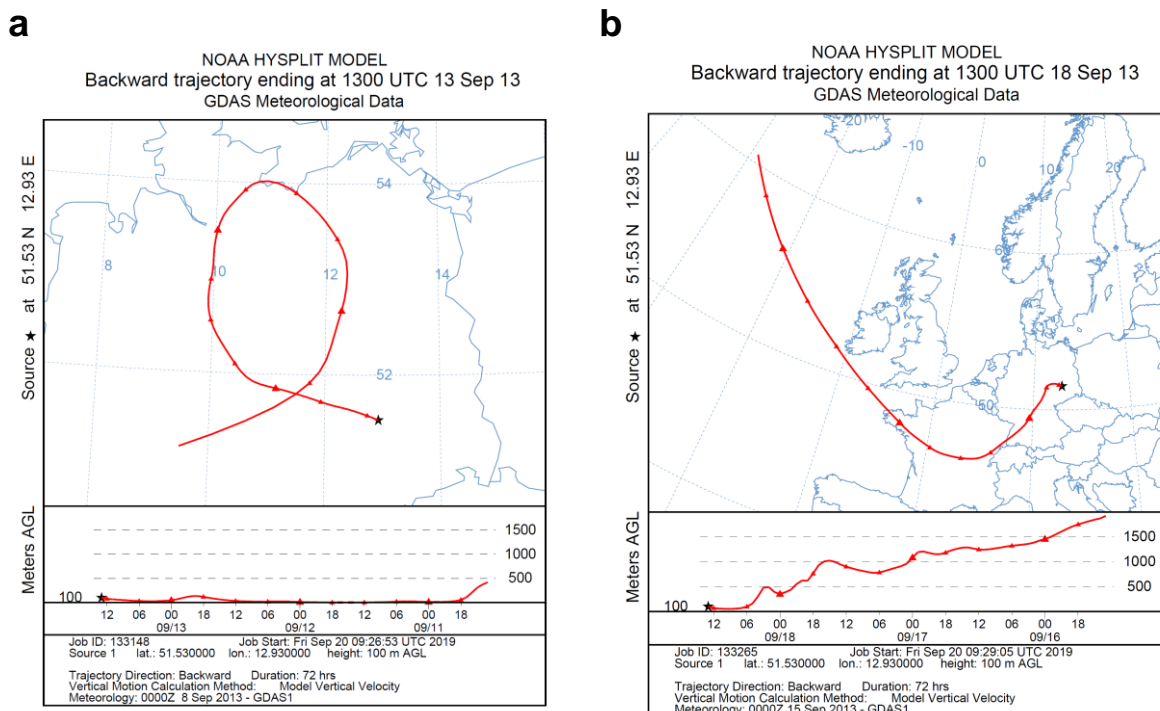 a
NOAA HYSPLIT MODEL
Backward trajectory ending at 1300 UTC 13 Sep 13
GDAS Meteorological Data
Source ★ at 51.53 N 12.93 E
54
8
10
12
14
52
Meters AGL
1500
1000
500
100
12 06 00 18 12 06 00 18 12 06 00 18
09/13 09/12 09/11
Job ID: 133148 Job Start: Fri Sep 20 09:26:53 UTC 2019
Source 1 lat.: 51.530000 lon.: 12.930000 height: 100 m AGL
Trajectory Direction: Backward Duration: 72 hrs
Vertical Motion Calculation Method: Model Vertical Velocity
Meteorology: 0000Z 8 Sep 2013 - GDAS1
b
NOAA HYSPLIT MODEL
Backward trajectory ending at 1300 UTC 18 Sep 13
GDAS Meteorological Data
Source ★ at 51.53 N 12.93 E
-20
-10
0
10
20
60
50
Meters AGL
1500
1000
500
100
12 06 00 18 12 06 00 18 12 06 00 18
09/18 09/17 09/16
Job ID: 133265 Job Start: Fri Sep 20 09:29:05 UTC 2019
Source 1 lat.: 51.530000 lon.: 12.930000 height: 100 m AGL
Trajectory Direction: Backward Duration: 72 hrs
Vertical Motion Calculation Method: Model Vertical Velocity
Meteorology: 0000Z 15 Sep 2013 - GDAS1